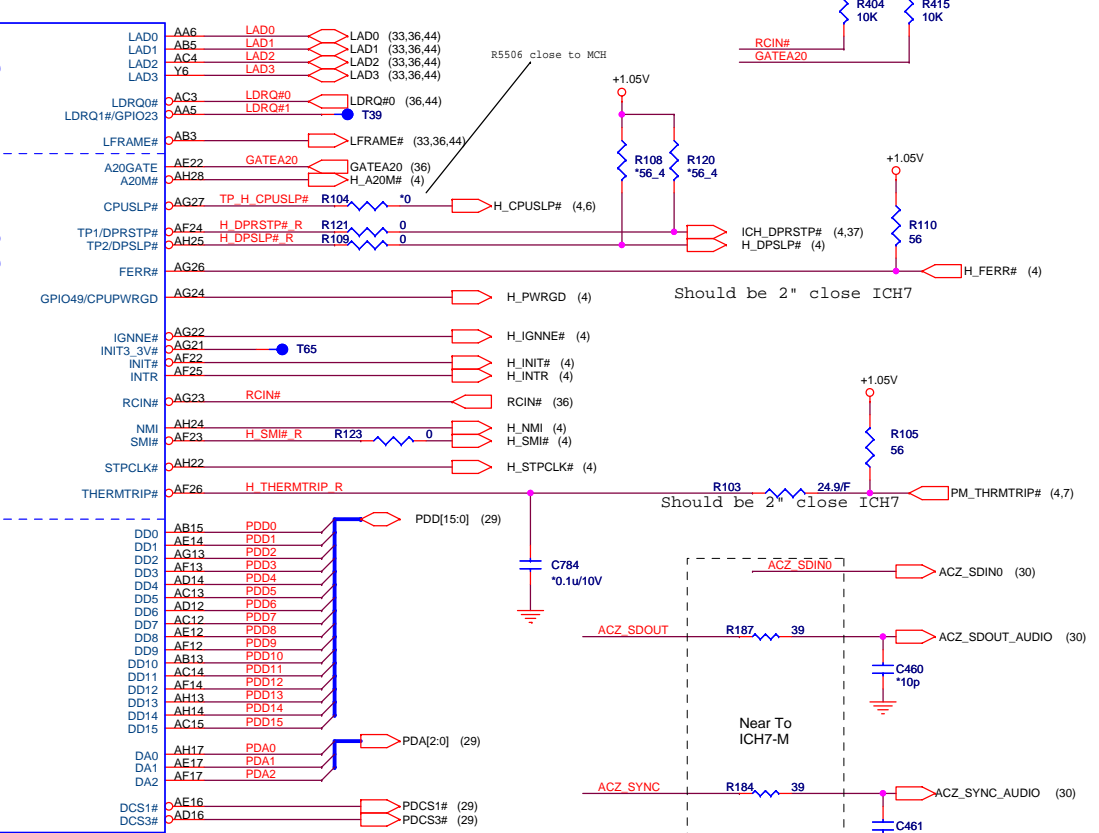 R404 R415
10K 10K
LAD0 AA6 LAD0 LAD0 (33,36,44)
LAD1 AB5 LAD1 LAD1 (33,36,44)
LAD2 AC4 LAD2 LAD2 (33,36,44)
LAD3 Y6 LAD3 LAD3 (33,36,44)
R5506 close to MCH
RCIN#
GATEA20
+1.05V
LDRQ0# AC3 LDRQ#0 LDRQ#0 (36,44)
LDRQ1#/GPIO23 AA5 LDRQ#1 T39
LFRAME# AB3 LFRAME# (33,36,44)
R108 R120
*56_4 *56_4
+1.05V
A20GATE AE22 GATEA20 GATEA20 (36)
A20M# AH28 H_A20M# (4)
CPUSLP# AG27 TP_H_CPUSLP# R104 *0 H_CPUSLP# (4,6)
R110
56
TP1/DPRSTP# AF24 H_DPRSTP#_R R121 0 ICH_DPRSTP# (4,37)
TP2/DPSLP# AH25 H_DPSLP#_R R109 0 H_DPSLP# (4)
FERR# AG26 H_FERR# (4)
Should be 2" close ICH7
GPIO49/CPUPWRGD AG24 H_PWRGD (4)
IGNNE# AG22 H_IGNNE# (4)
INIT3_3V# AG21 T65
INIT# AF22 H_INIT# (4)
INTR AF25 H_INTR (4)
+1.05V
RCIN# AG23 RCIN# RCIN# (36)
NMI AH24 H_NMI (4)
SMI# AF23 H_SMI#_R R123 0 H_SMI# (4)
R105
56
STPCLK# AH22 H_STPCLK# (4)
THERMTRIP# AF26 H_THERMTRIP_R R103 24.9/F PM_THRMTRIP# (4,7)
Should be 2" close ICH7
PDD[15:0] (29)
DD0 AB15 PDD0
DD1 AE14 PDD1
DD2 AG13 PDD2
DD3 AF13 PDD3
DD4 AD14 PDD4
DD5 AC13 PDD5
DD6 AD12 PDD6
DD7 AC12 PDD7
DD8 AE12 PDD8
DD9 AF12 PDD9
DD10 AB13 PDD10
DD11 AC14 PDD11
DD12 AF14 PDD12
DD13 AH13 PDD13
DD14 AH14 PDD14
DD15 AC15 PDD15
C784
*0.1u/10V
ACZ_SDIN0 ACZ_SDIN0 (30)
ACZ_SDOUT R187 39 ACZ_SDOUT_AUDIO (30)
C460
*10p
Near To
ICH7-M
PDA[2:0] (29)
DA0 AH17 PDA0
DA1 AE17 PDA1
DA2 AF17 PDA2
ACZ_SYNC R184 39 ACZ_SYNC_AUDIO (30)
DCS1# AE16 PDCS1# (29)
DCS3# AD16 PDCS3# (29)
C461